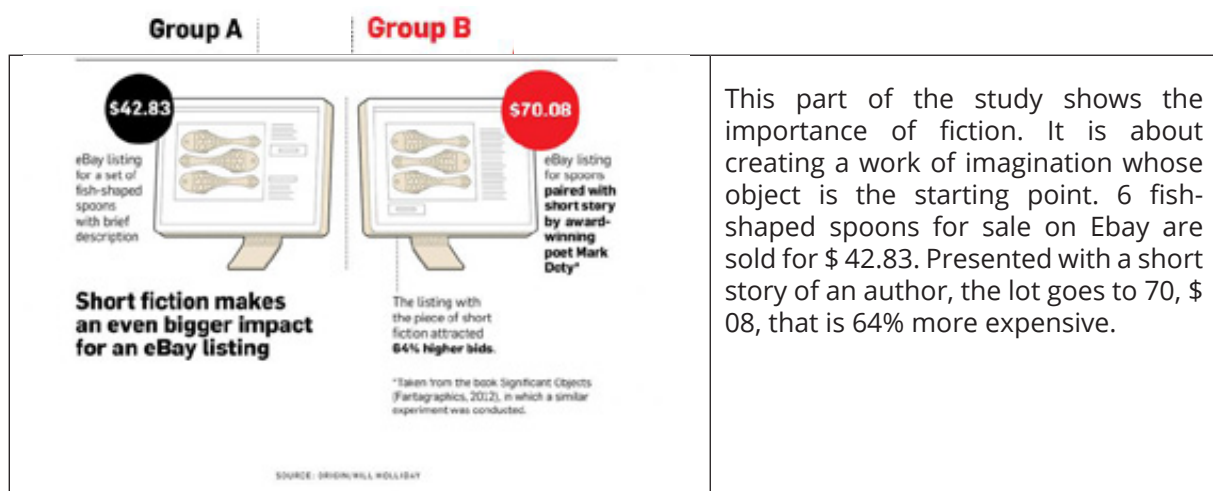 Group A
Group B
$42.83
$70.08
eBay listing
for a set of
fish-shaped
spoons
with brief
description
eBay listing
for spoons
paired with
short story
by award-
winning
poet Mark
Doty*
Short fiction makes
an even bigger impact
for an eBay listing
The listing with
the piece of short
fiction attracted
64% higher bids.
*Taken from the book Significant Objects
(Fantagraphics, 2012), in which a similar
experiment was conducted.
SOURCE: ORIGIN/HILL HOLLIDAY
This part of the study shows the
importance of fiction. It is about
creating a work of imagination whose
object is the starting point. 6 fish-
shaped spoons for sale on Ebay are
sold for $ 42.83. Presented with a short
story of an author, the lot goes to 70, $
08, that is 64% more expensive.